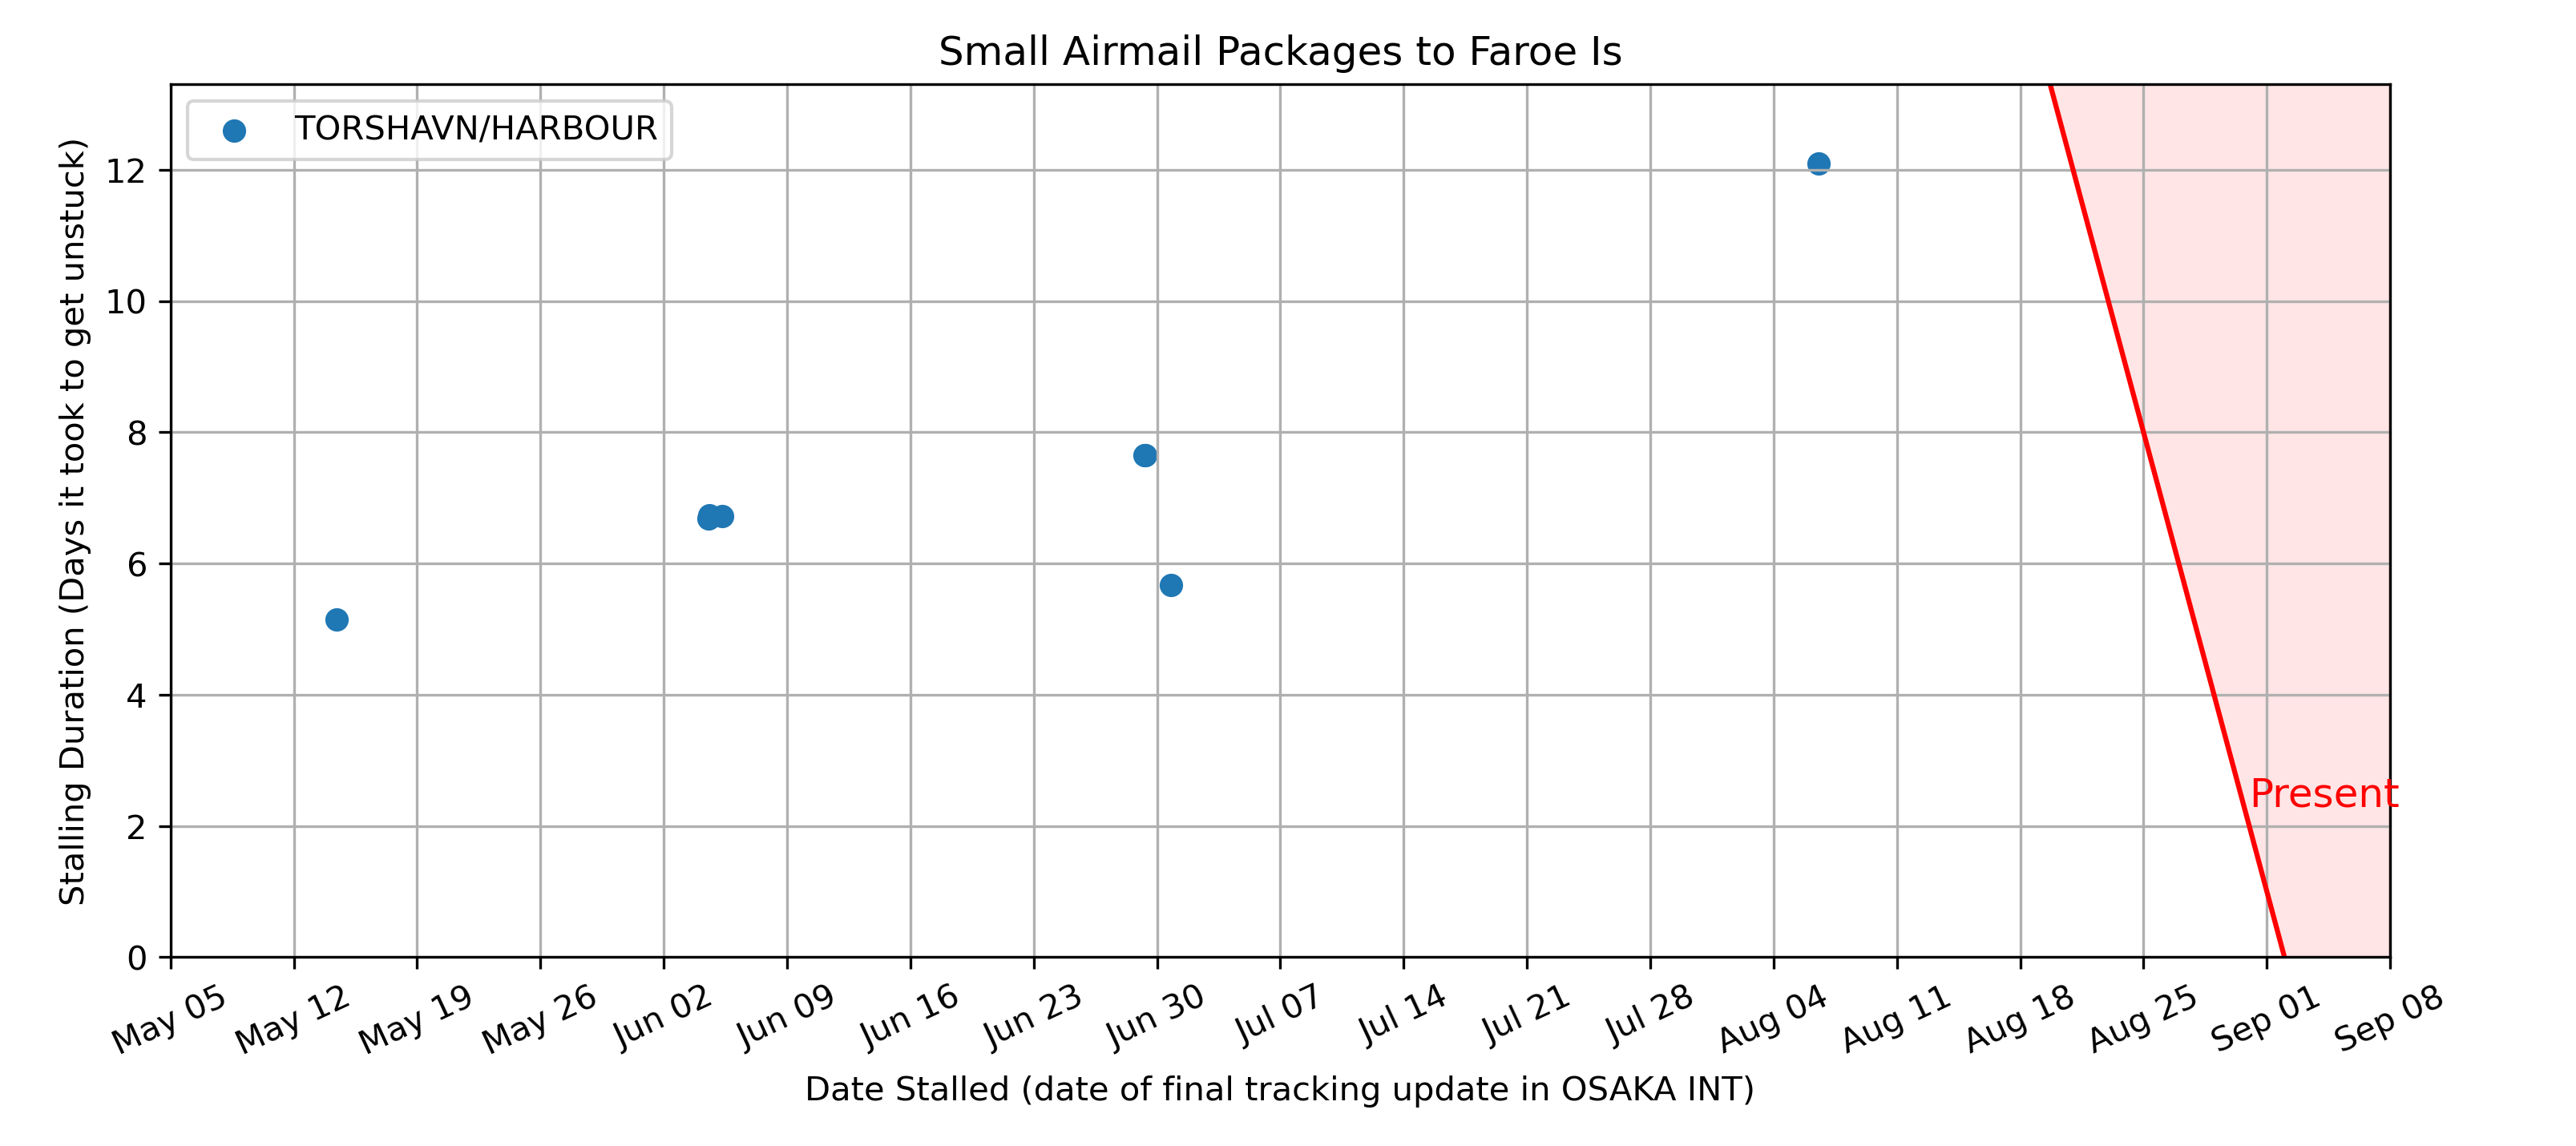 Small Airmail Packages to Faroe Is
TORSHAVN/HARBOUR
Stalling Duration (Days it took to get unstuck)
12
10
8
6
4
2
0
Present
May 05
May 12
May 19
May 26
Jun 02
Jun 09
Jun 16
Jun 23
Jun 30
Jul 07
Jul 14
Jul 21
Jul 28
Aug 04
Aug 11
Aug 18
Aug 25
Sep 01
Sep 08
Date Stalled (date of final tracking update in OSAKA INT)